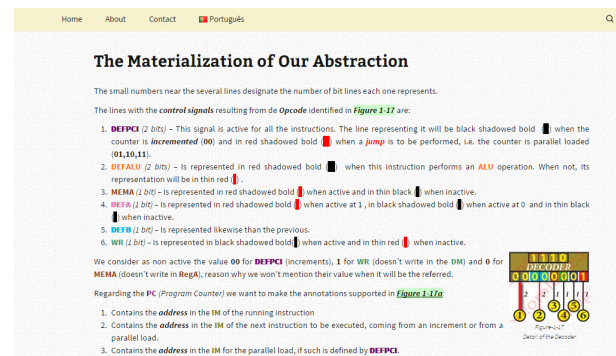 Home About Contact Português
The Materialization of Our Abstraction
The small numbers near the several lines designate the number of bit lines each one represents.
The lines with the control signals resulting from de Opcode identified in Figure 1-17 are:
1. DEFPCI (2 bits) – This signal is active for all the instructions. The line representing it will be black shadowed bold ( ) when the
counter is incremented (00) and in red shadowed bold ( ) when a jump is to be performed, i.e. the counter is parallel loaded
(01,10,11).
2. DEFALU (2 bits) – Is represented in red shadowed bold ( ) when this instruction performs an ALU operation. When not, its
representation will be in thin red ( ) .
3. MEMA (1 bit) – Is represented in red shadowed bold ( ) when active and in thin black ( ) when inactive.
4. DEFA (1 bit) – Is represented in red shadowed bold ( ) when active at 1 , in black shadowed bold ( ) when active at 0 and in thin black
( ) when inactive.
5. DEFB (1 bit) – Is represented likewise than the previous.
6. WR (1 bit) – Is represented in black shadowed bold( ) when active and in thin red ( ) when inactive.
We consider as non active the value 00 for DEFPCI (increments), 1 for WR (doesn't write in the DM) and 0 for
MEMA (doesn't write in RegA), reason why we won't mention their value when it will be the referred.
Regarding the PC (Program Counter) we want to make the annotations supported in Figure 1-17a:
1. Contains the address in the IM of the running instruction
2. Contains the address in the IM of the next instruction to be executed, coming from an increment or from a
parallel load.
3. Contains the address in the IM for the parallel load, if such is defined by DEFPCI.
1110
DECODER
00000001
2 2 1 1 1 1
1 2 3 4 5 6
Figure-1-17
Detail of the Decoder